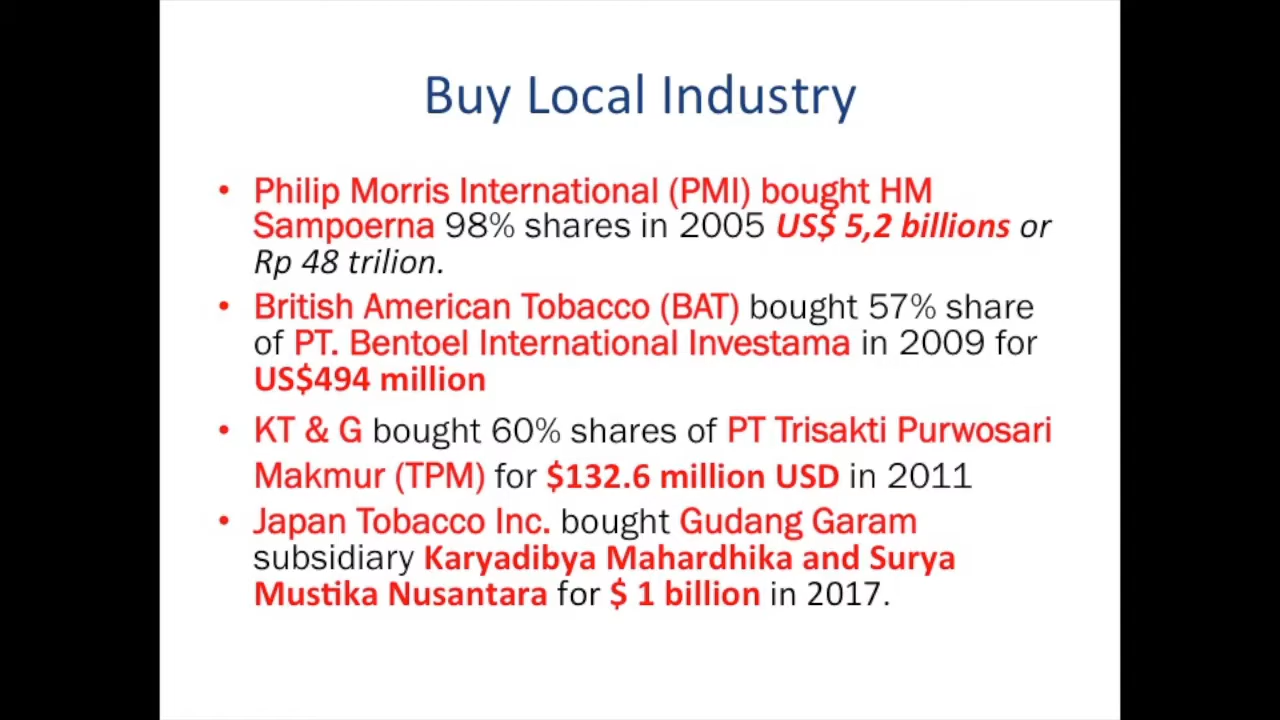 Buy Local Industry
• Philip Morris International (PMI) bought HM
Sampoerna 98% shares in 2005 US$ 5,2 billions or
Rp 48 trilion.
• British American Tobacco (BAT) bought 57% share
of PT. Bentoel International Investama in 2009 for
US$494 million
• KT & G bought 60% shares of PT Trisakti Purwosari
Makmur (TPM) for $132.6 million USD in 2011
• Japan Tobacco Inc. bought Gudang Garam
subsidiary Karyadibya Mahardhika and Surya
Mustika Nusantara for $ 1 billion in 2017.